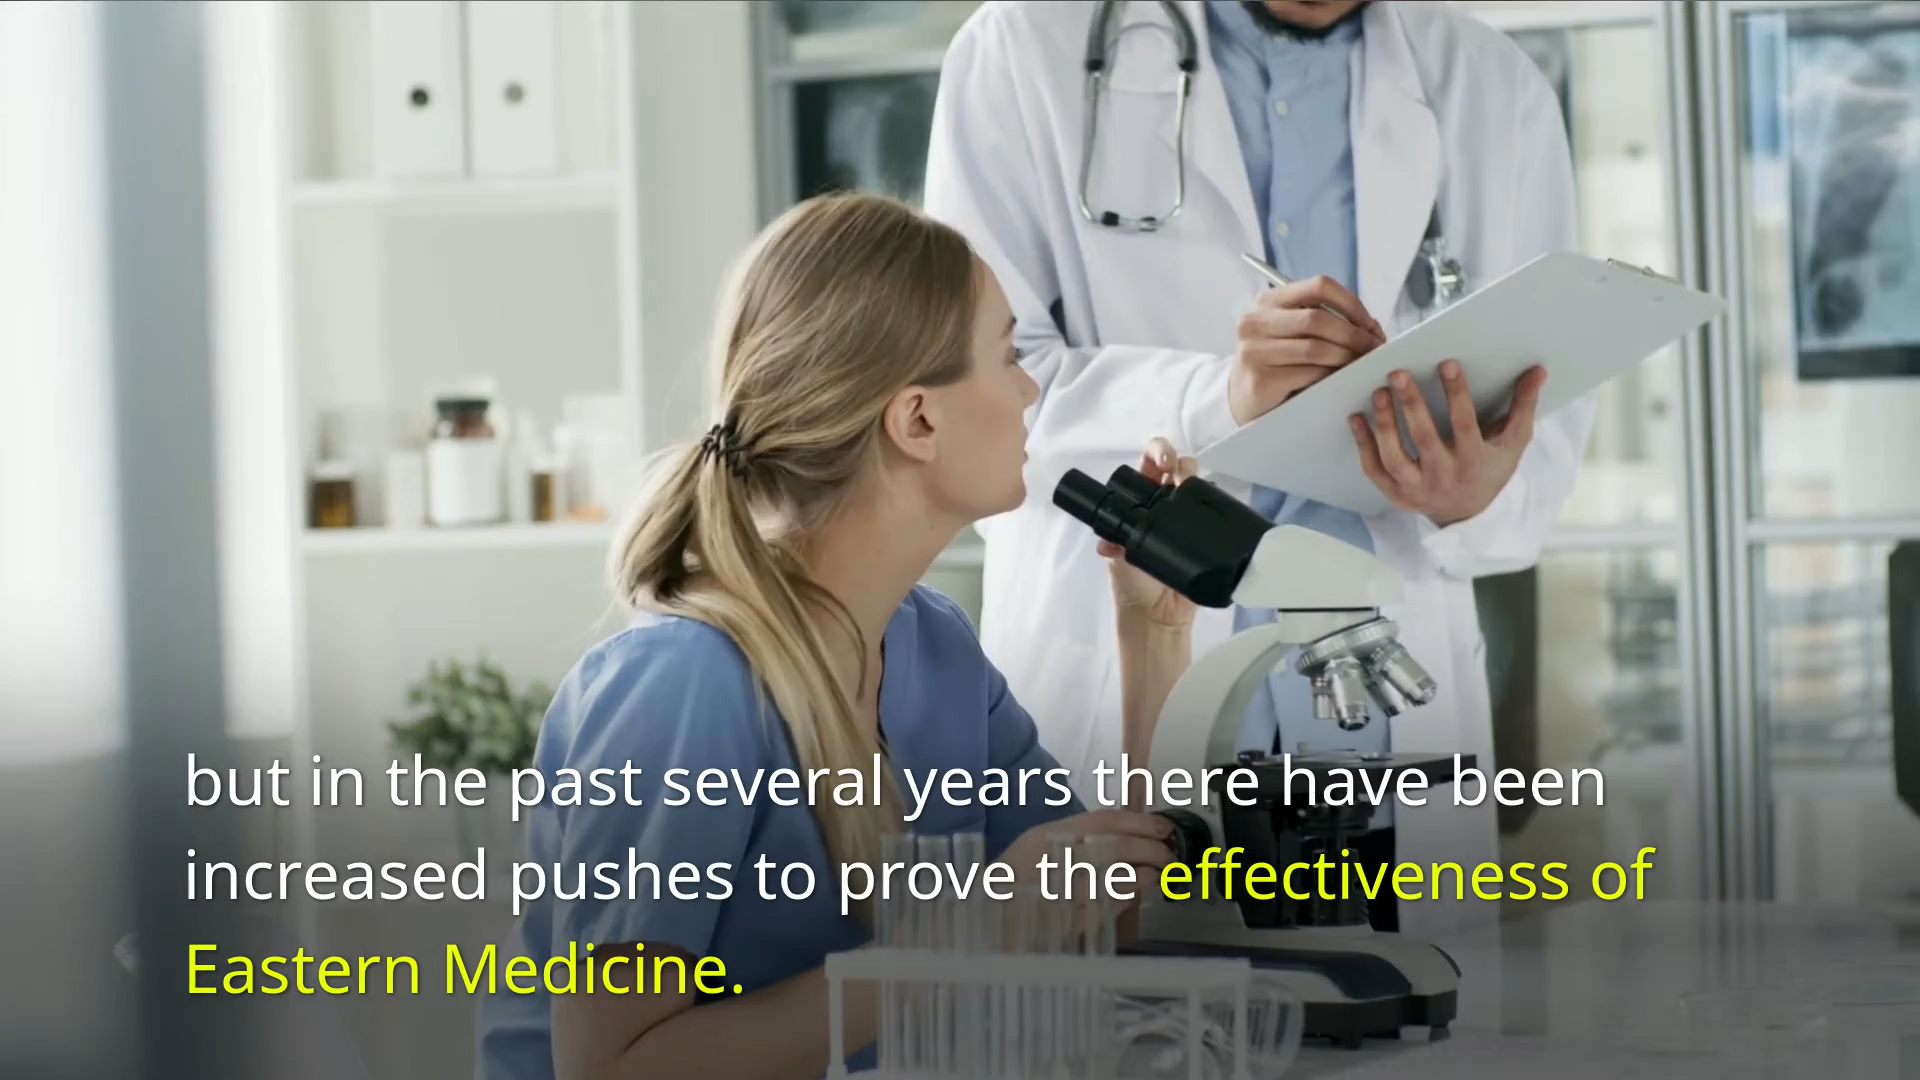 but in the past several years there have been
increased pushes to prove the effectiveness of
Eastern Medicine.